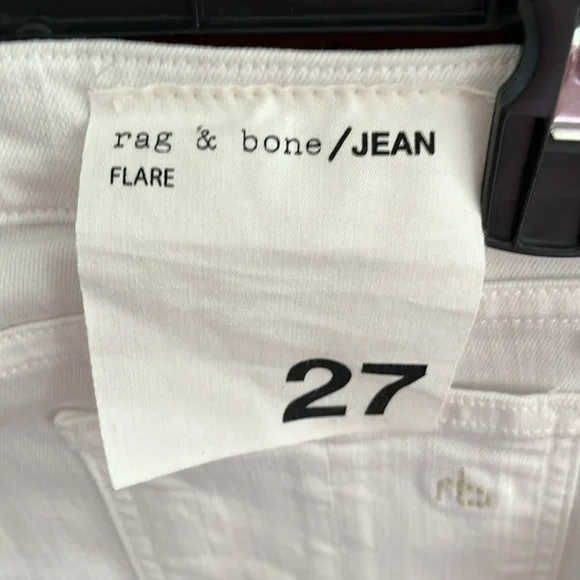 rag & bone/JEAN
FLARE
27
rb